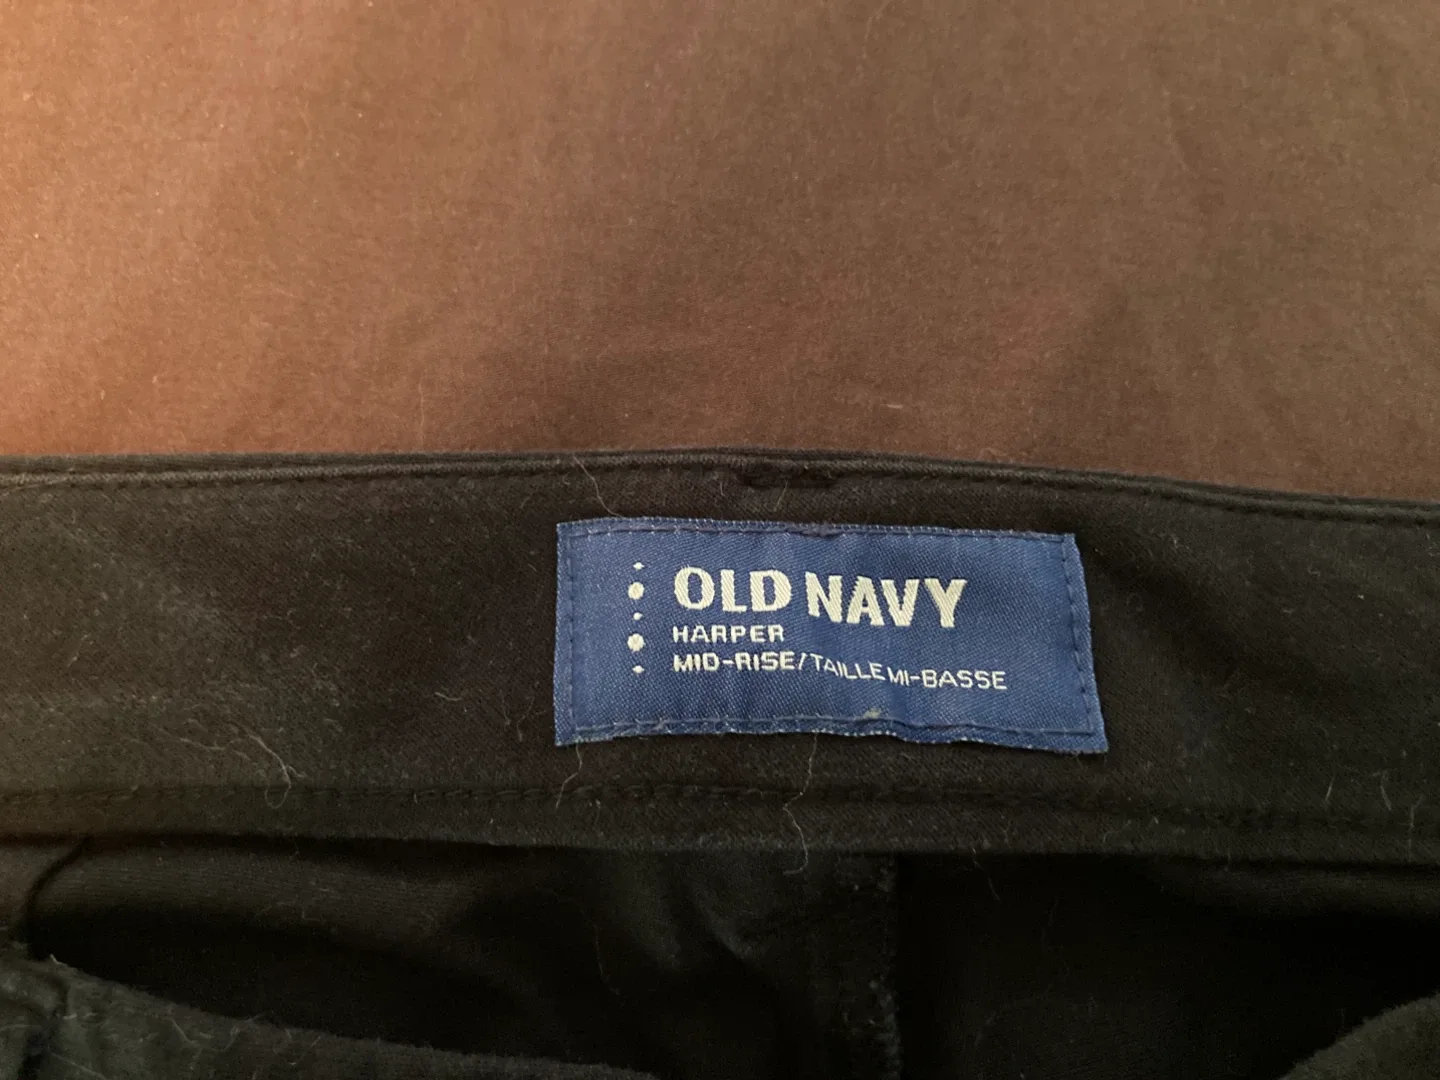 OLD NAVY
HARPER
MID-RISE/TAILLE MI-BASSE